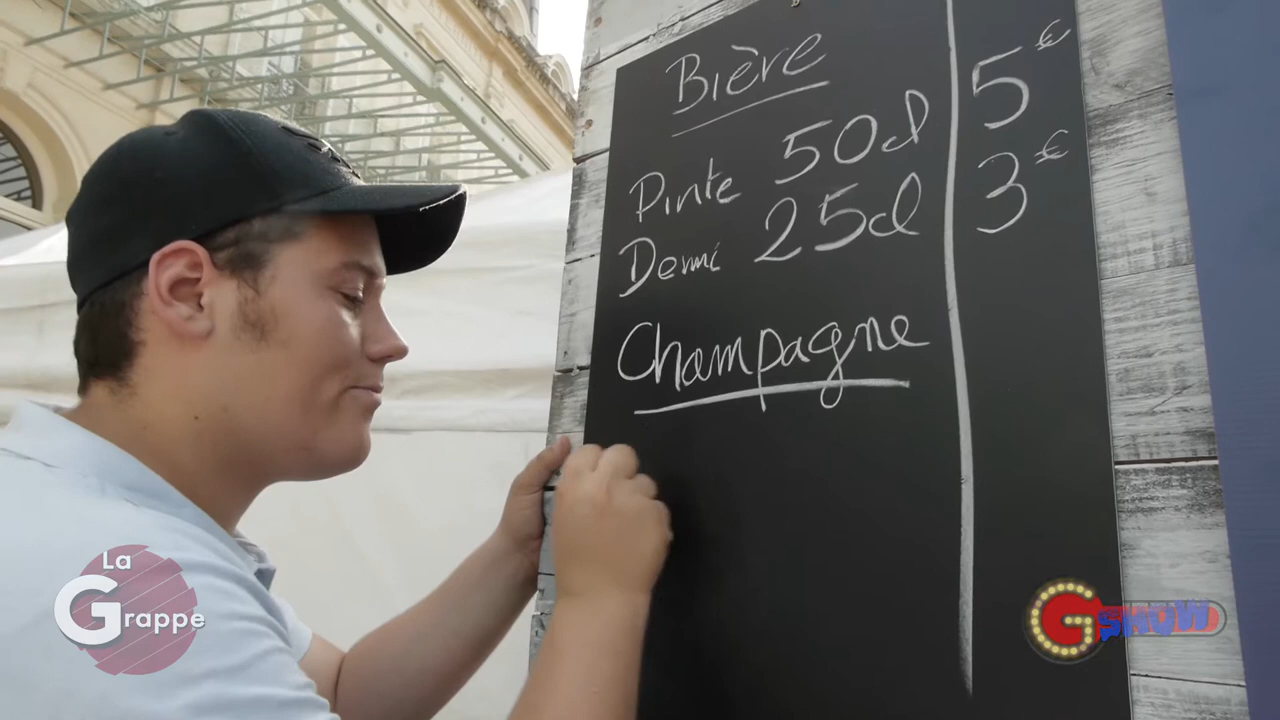 Bière
Pinte 50cl 5€
Demi 25cl 3€
Champagne
La
Grappe
G SHOW